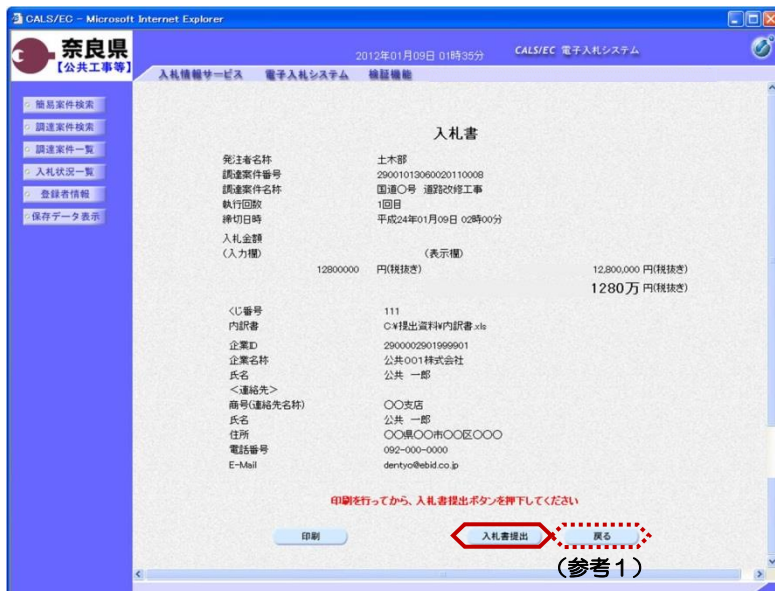 CALS/EC - Microsoft Internet Explorer
奈良県
【公共工事等】
2012年01月09日 01時35分
CALS/EC 電子入札システム
入札情報サービス 電子入札システム 検証機能
簡易案件検索
調達案件検索
調達案件一覧
入札状況一覧
登録者情報
保存データ表示
入札書
発注者名称 土木部
調達案件番号 29001013060020110008
調達案件名称 国道○号 道路改修工事
執行回数 1回目
締切日時 平成24年01月09日 02時00分
入札金額
(入力欄) (表示欄)
12800000 円(税抜き) 12,800,000 円(税抜き)
1280万 円(税抜き)
くじ番号 111
内訳書 C:¥提出資料¥内訳書.xls
企業ID 2900002901999901
企業名称 公共001株式会社
氏名 公共 一郎
<連絡先>
商号(連絡先名称) ○○支店
氏名 公共 一郎
住所 ○○県○○市○○区○○○
電話番号 092-000-0000
E-Mail dentyo@ebid.co.jp
印刷を行ってから、入札書提出ボタンを押下してください
印刷 入札書提出 戻る
(参考1)